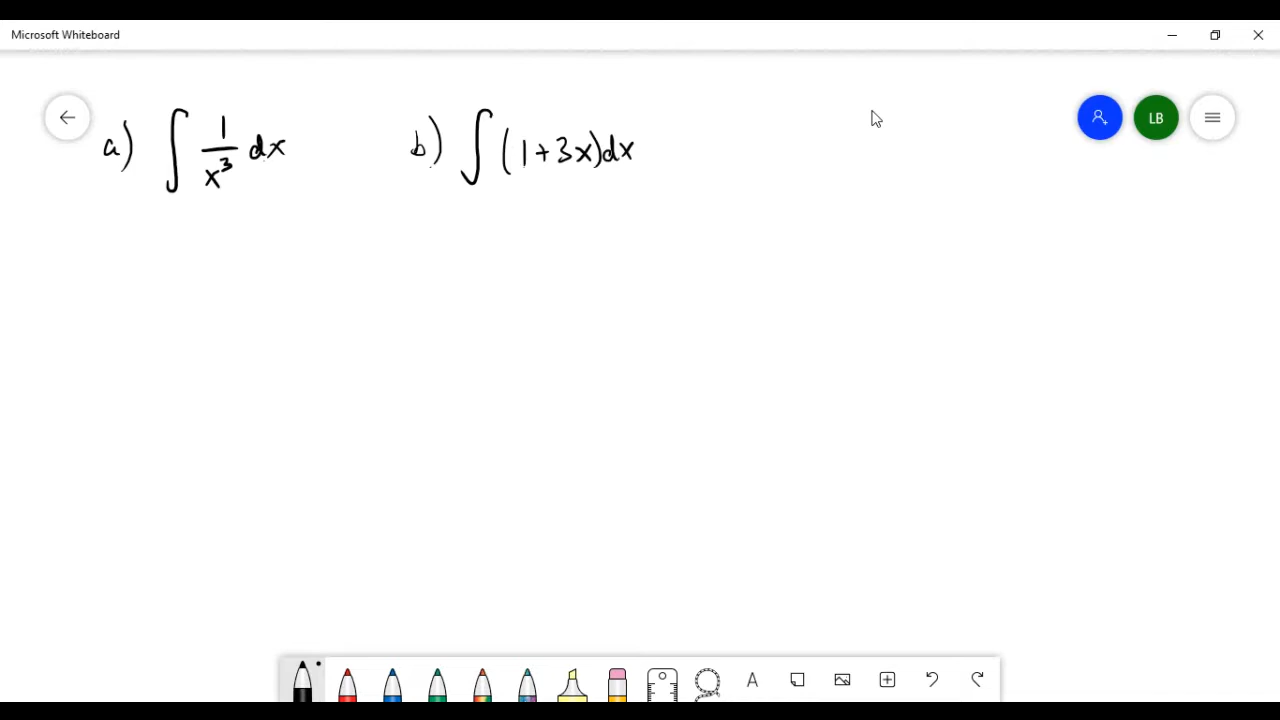 Microsoft Whiteboard
a) ∫ 1/x³ dx b) ∫ (1+3x)dx
LB
A